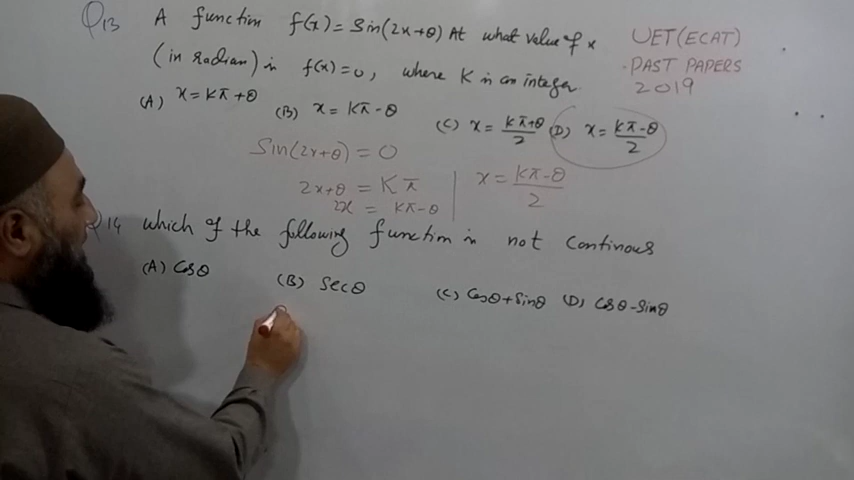 Q13 A function f(x) = Sin(2x+θ) At what value of x
(in radian) is f(x)=0, where K is an integer.
(A) x = Kπ + θ (B) x = Kπ - θ (C) x = Kπ+θ/2 (D) x = Kπ-θ/2
UET(ECAT)
PAST PAPERS
2019
Sin(2x+θ) = 0
2x+θ = Kπ
2x = Kπ-θ
x = Kπ-θ/2
14 which of the following function is not continous
(A) Cosθ (B) Secθ (C) Cosθ+Sinθ (D) Cosθ-Sinθ